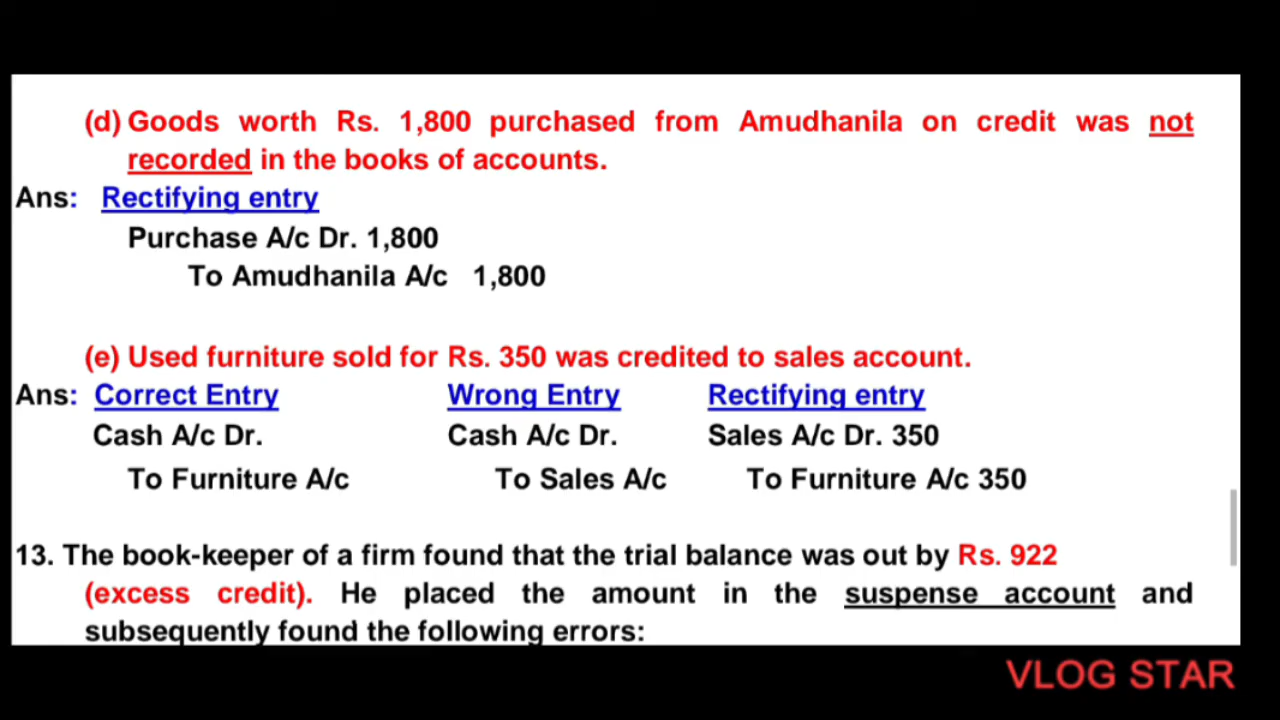 (d) Goods worth Rs. 1,800 purchased from Amudhanila on credit was not
recorded in the books of accounts.
Ans: Rectifying entry
Purchase A/c Dr. 1,800
To Amudhanila A/c 1,800
(e) Used furniture sold for Rs. 350 was credited to sales account.
Ans: Correct Entry Wrong Entry Rectifying entry
Cash A/c Dr. Cash A/c Dr. Sales A/c Dr. 350
To Furniture A/c To Sales A/c To Furniture A/c 350
13. The book-keeper of a firm found that the trial balance was out by Rs. 922
(excess credit). He placed the amount in the suspense account and
subsequently found the following errors:
VLOG STAR